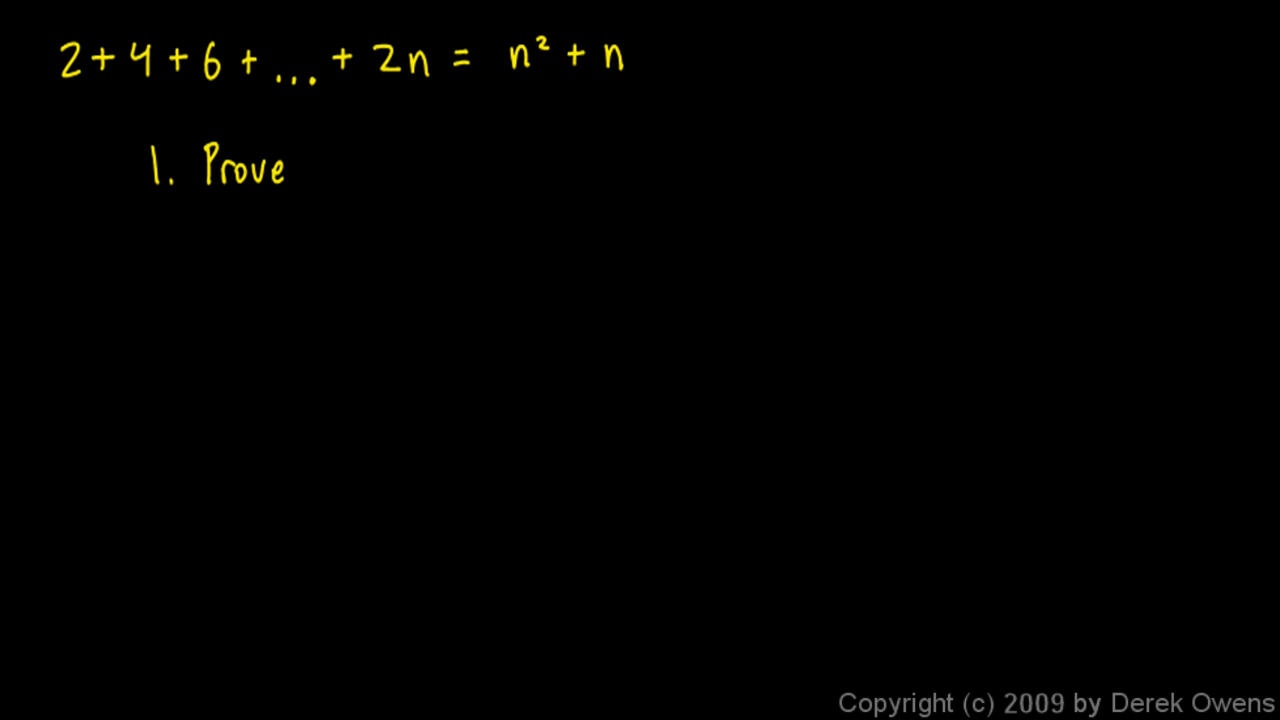 2 + 4 + 6 + ... + 2n = n² + n
1. Prove
Copyright (c) 2009 by Derek Owens